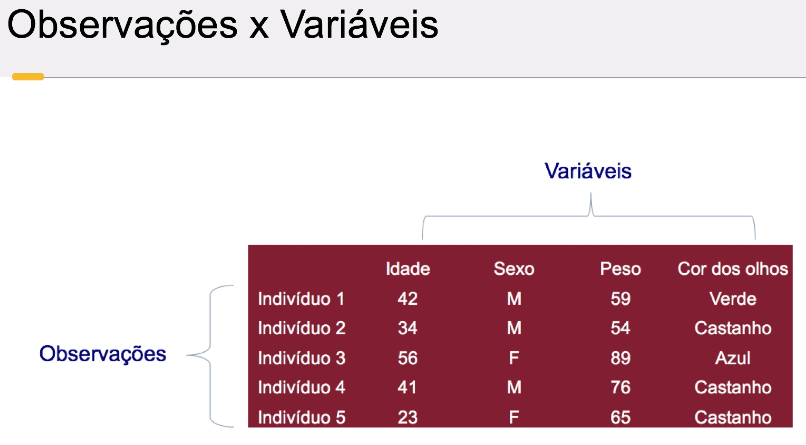 Observações x Variáveis
Variáveis
Idade Sexo Peso Cor dos olhos
Indivíduo 1 42 M 59 Verde
Indivíduo 2 34 M 54 Castanho
Observações
Indivíduo 3 56 F 89 Azul
Indivíduo 4 41 M 76 Castanho
Indivíduo 5 23 F 65 Castanho